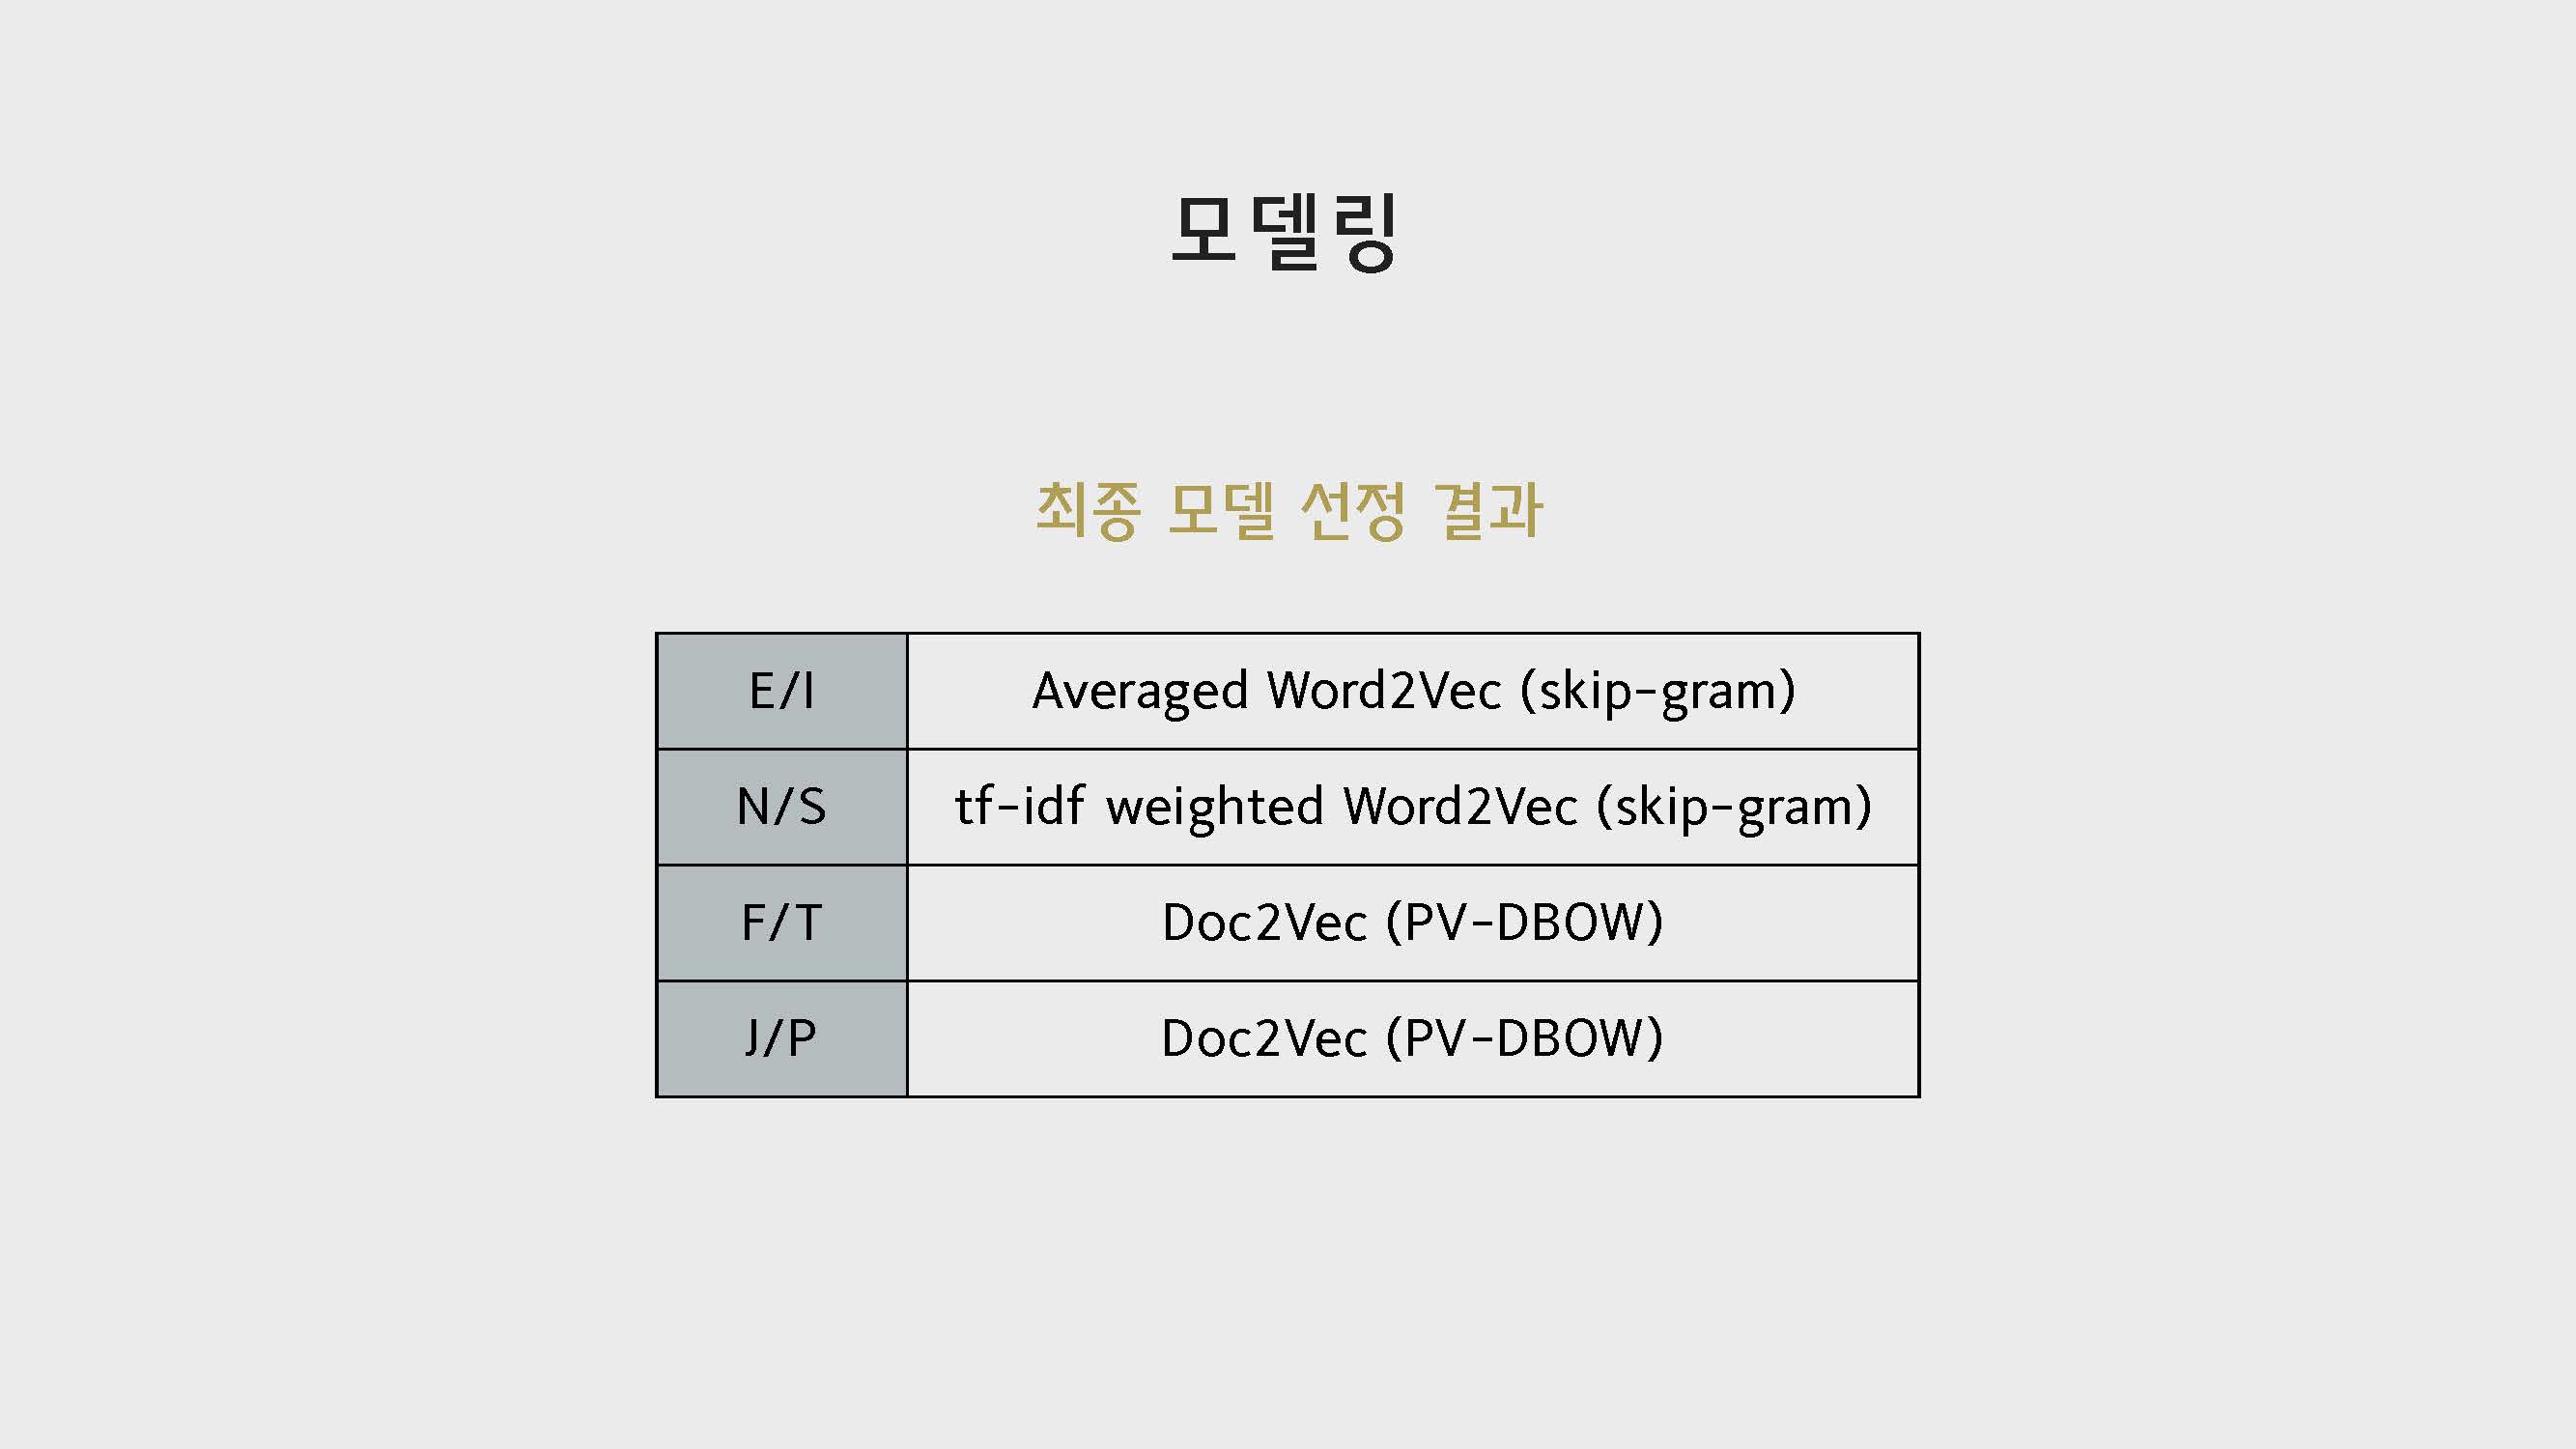 모델링
최종 모델 선정 결과
E/I Averaged Word2Vec (skip-gram)
N/S tf-idf weighted Word2Vec (skip-gram)
F/T Doc2Vec (PV-DBOW)
J/P Doc2Vec (PV-DBOW)